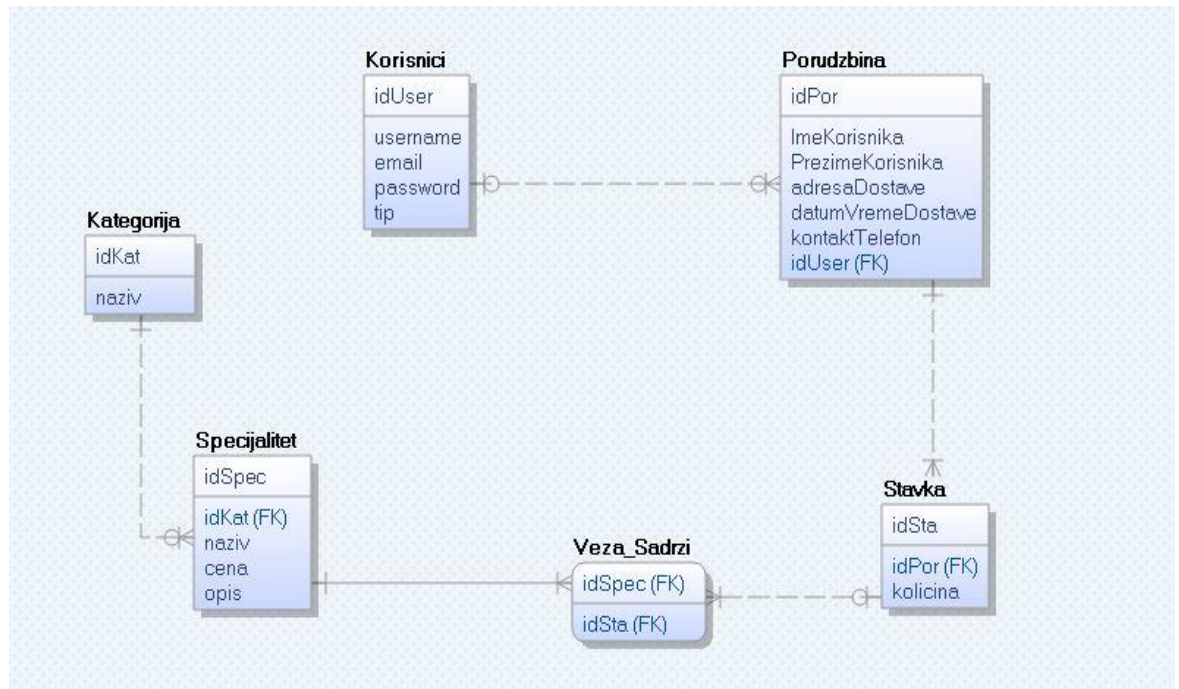 Korisnici
idUser
username
email
password
tip
Porudzbina
idPor
ImeKorisnika
PrezimeKorisnika
adresaDostave
datumVremeDostave
kontaktTelefon
idUser (FK)
Kategorija
idKat
naziv
Specijalitet
idSpec
idKat (FK)
naziv
cena
opis
Veza_Sadrzi
idSpec (FK)
idSta (FK)
Stavka
idSta
idPor (FK)
kolicina